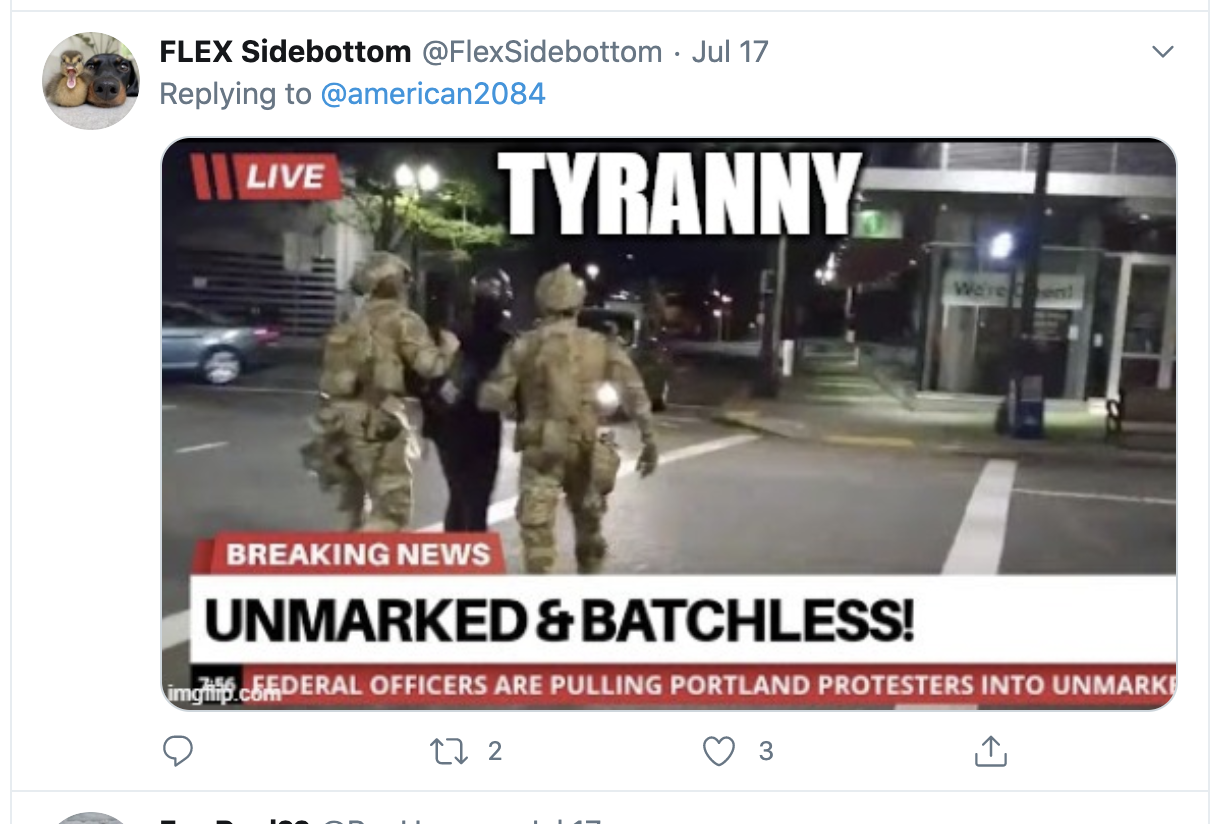 FLEX Sidebottom @FlexSidebottom · Jul 17
Replying to @american2084
LIVE
TYRANNY
We're Open!
BREAKING NEWS
UNMARKED & BATCHLESS!
7:56 FEDERAL OFFICERS ARE PULLING PORTLAND PROTESTERS INTO UNMARKE
imgflip.com
2 3